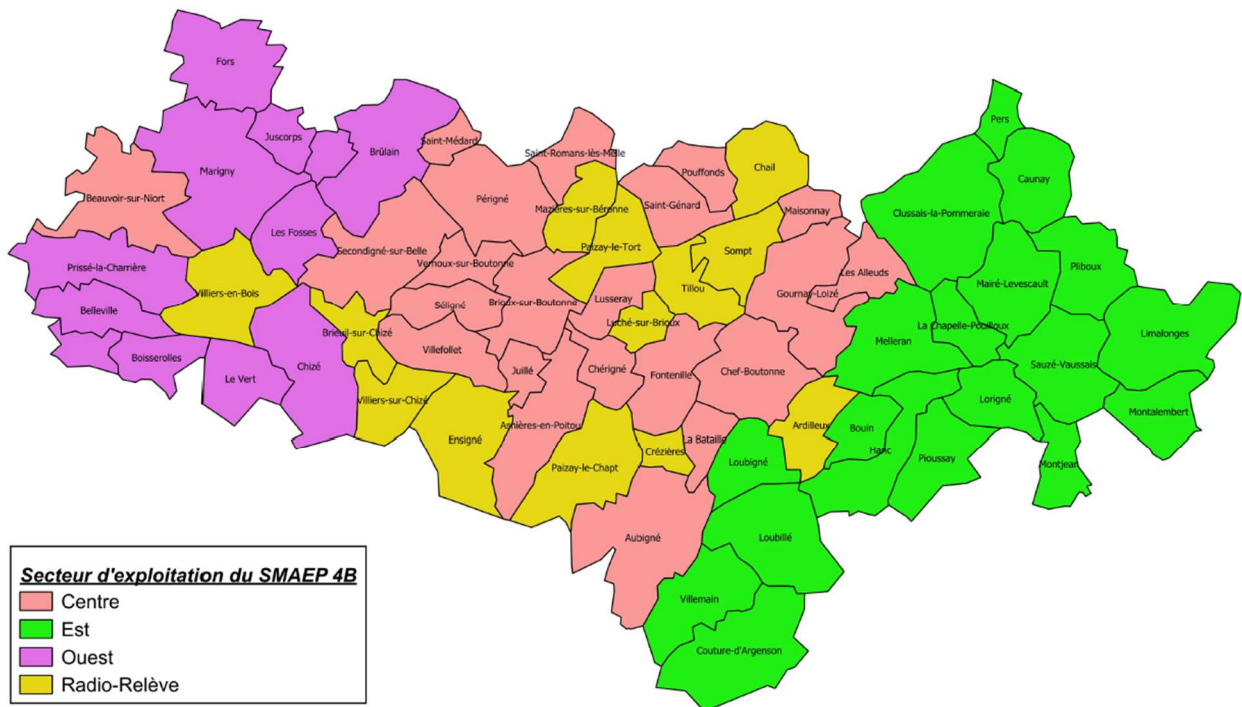 Fors
Pers
Juscorps
Saint-Médard
Brûlain
Saint-Romans-lès-Melle
Pouffonds
Chail
Marigny
Caunay
Beauvoir-sur-Niort
Périgné
Saint-Génard
Maisonnay
Clussais-la-Pommeraie
Mazières-sur-Béronne
Les Fosses
Paizay-le-Tort
Secondigné-sur-Belle
Sompt
Prissé-la-Charrière
Vernoux-sur-Boutonne
Pliboux
Les Alleuds
Mairé-Levescault
Villiers-en-Bois
Tillou
Gournay-Loizé
Lusseray
Brioux-sur-Boutonne
Séligné
Belleville
Luché-sur-Brioux
La Chapelle-Pouilloux
Limalonges
Brieuil-sur-Chizé
Melleran
Villefollet
Boisserolles
Chizé
Sauzé-Vaussais
Juillé
Chérigné
Fontenille
Chef-Boutonne
Le Vert
Villiers-sur-Chizé
Lorigné
Montalembert
Asnières-en-Poitou
Ardilleux
Bouin
Ensigné
La Bataille
Crézières
Hanc
Pioussay
Loubigné
Montjean
Paizay-le-Chapt
Aubigné
Loubillé
Villemain
Couture-d'Argenson
Secteur d'exploitation du SMAEP 4B
Centre
Est
Ouest
Radio-Relève